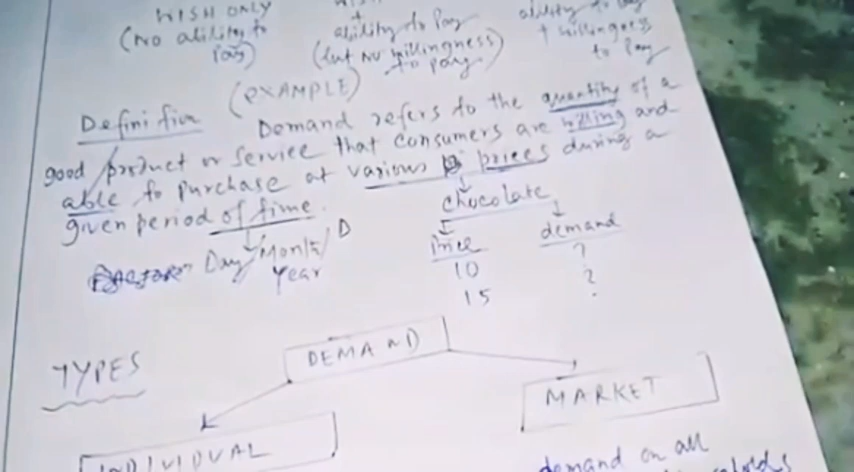 WISH ONLY
(NO ability to
Pay)
+
ability to Pay
(but NO willingness)
to pay
ability to Pay
+ willingness
to Pay
(EXAMPLE)
Definition Demand refers to the quantity of a
good/product or service that consumers are willing and
able to purchase at various prices during a
given period of time.
Day/Month/
Year
D
chocolate
Price demand
10 ?
15 ?
TYPES
DEMAND
INDIVIDUAL
MARKET
demand on all